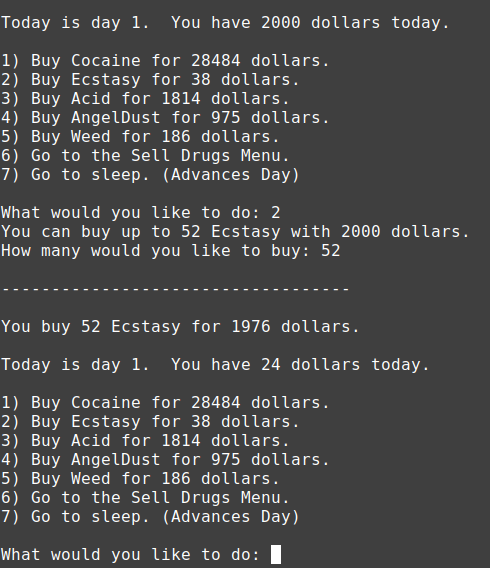 Today is day 1.  You have 2000 dollars today.
1) Buy Cocaine for 28484 dollars.
2) Buy Ecstasy for 38 dollars.
3) Buy Acid for 1814 dollars.
4) Buy AngelDust for 975 dollars.
5) Buy Weed for 186 dollars.
6) Go to the Sell Drugs Menu.
7) Go to sleep. (Advances Day)
What would you like to do: 2
You can buy up to 52 Ecstasy with 2000 dollars.
How many would you like to buy: 52
-----------------------------------
You buy 52 Ecstasy for 1976 dollars.
Today is day 1.  You have 24 dollars today.
1) Buy Cocaine for 28484 dollars.
2) Buy Ecstasy for 38 dollars.
3) Buy Acid for 1814 dollars.
4) Buy AngelDust for 975 dollars.
5) Buy Weed for 186 dollars.
6) Go to the Sell Drugs Menu.
7) Go to sleep. (Advances Day)
What would you like to do: